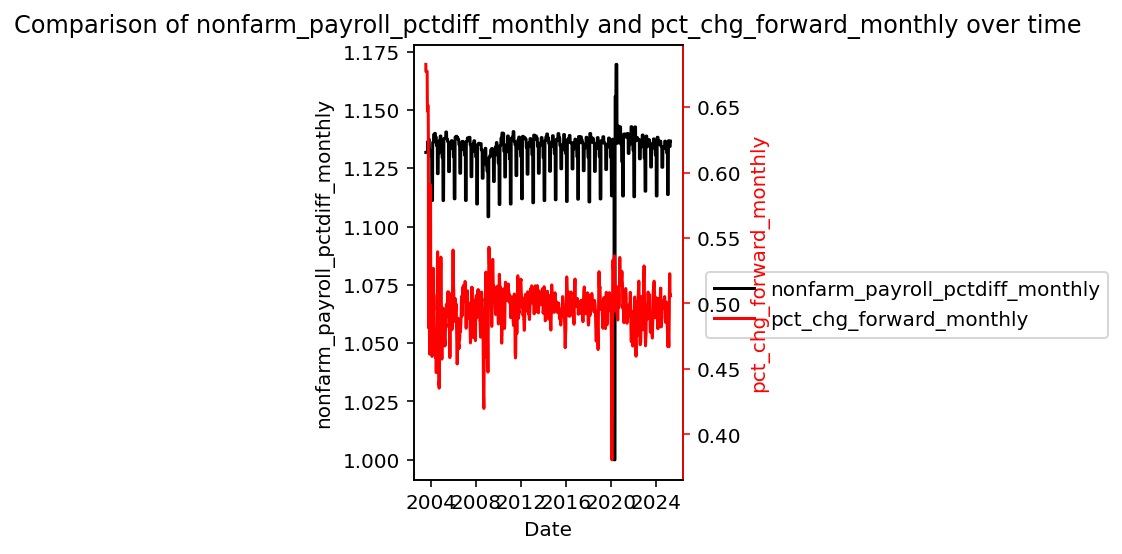 Comparison of nonfarm_payroll_pctdiff_monthly and pct_chg_forward_monthly over time
nonfarm_payroll_pctdiff_monthly
1.175
1.150
1.125
1.100
1.075
1.050
1.025
1.000
0.65
0.60
0.55
0.50
0.45
0.40
pct_chg_forward_monthly
nonfarm_payroll_pctdiff_monthly
pct_chg_forward_monthly
2004 2008 2012 2016 2020 2024
Date